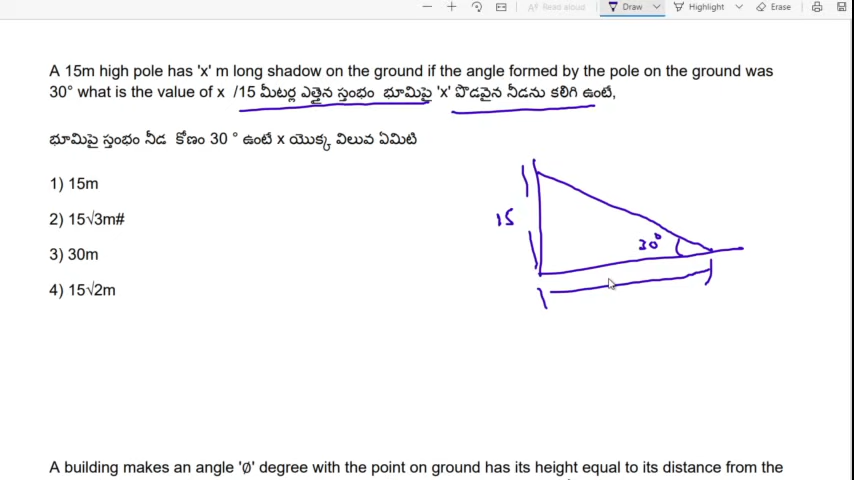 Read aloud Draw Highlight Erase
A 15m high pole has 'x' m long shadow on the ground if the angle formed by the pole on the ground was
30° what is the value of x /15 మీటర్ల ఎత్తైన స్తంభం భూమిపై 'x' పొడవైన నీడను కలిగి ఉంటే,
భూమిపై స్తంభం నీడ కోణం 30 ° ఉంటే x యొక్క విలువ ఏమిటి
1) 15m
2) 15√3m#
15
30°
3) 30m
4) 15√2m
A building makes an angle 'Ø' degree with the point on ground has its height equal to its distance from the